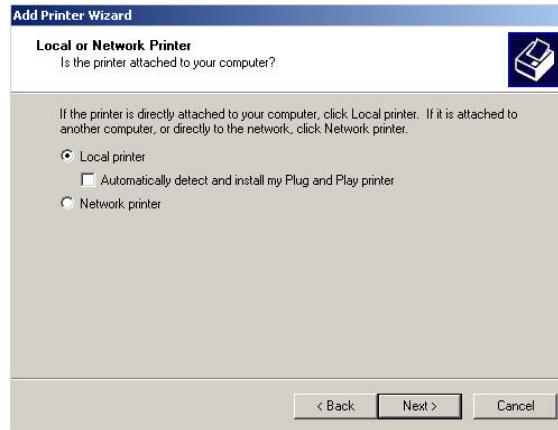 Add Printer Wizard
Local or Network Printer
Is the printer attached to your computer?
If the printer is directly attached to your computer, click Local printer. If it is attached to
another computer, or directly to the network, click Network printer.
Local printer
Automatically detect and install my Plug and Play printer
Network printer
< Back Next > Cancel